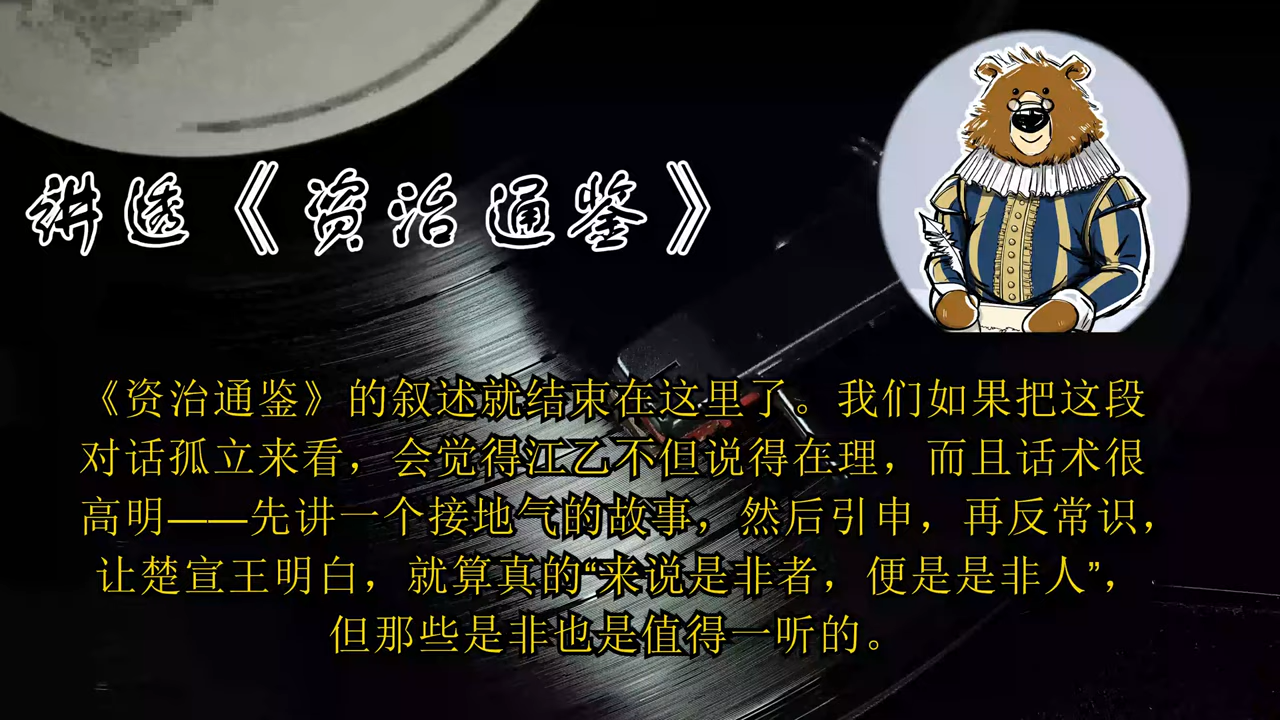 讲透《资治通鉴》
《资治通鉴》的叙述就结束在这里了。我们如果把这段
对话孤立来看，会觉得江乙不但说得在理，而且话术很
高明——先讲一个接地气的故事，然后引申，再反常识，
让楚宣王明白，就算真的“来说是非者，便是是非人”，
但那些是非也是值得一听的。